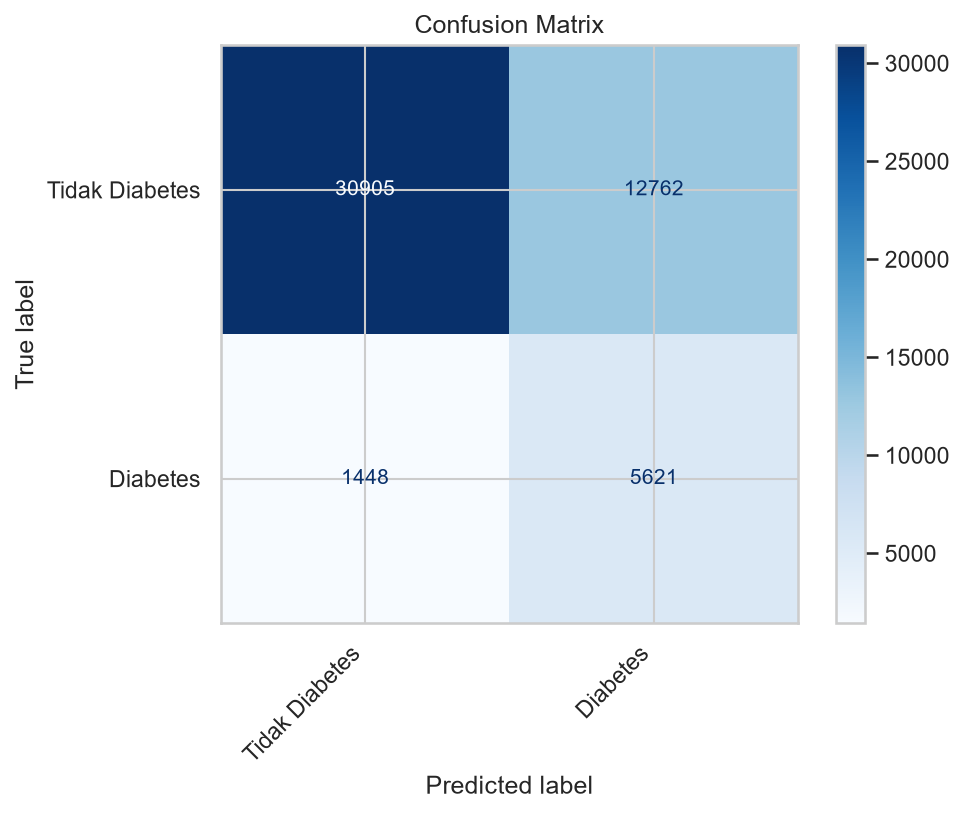 Confusion Matrix
True label
Tidak Diabetes
30905
12762
Diabetes
1448
5621
Tidak Diabetes
Diabetes
Predicted label
30000
25000
20000
15000
10000
5000